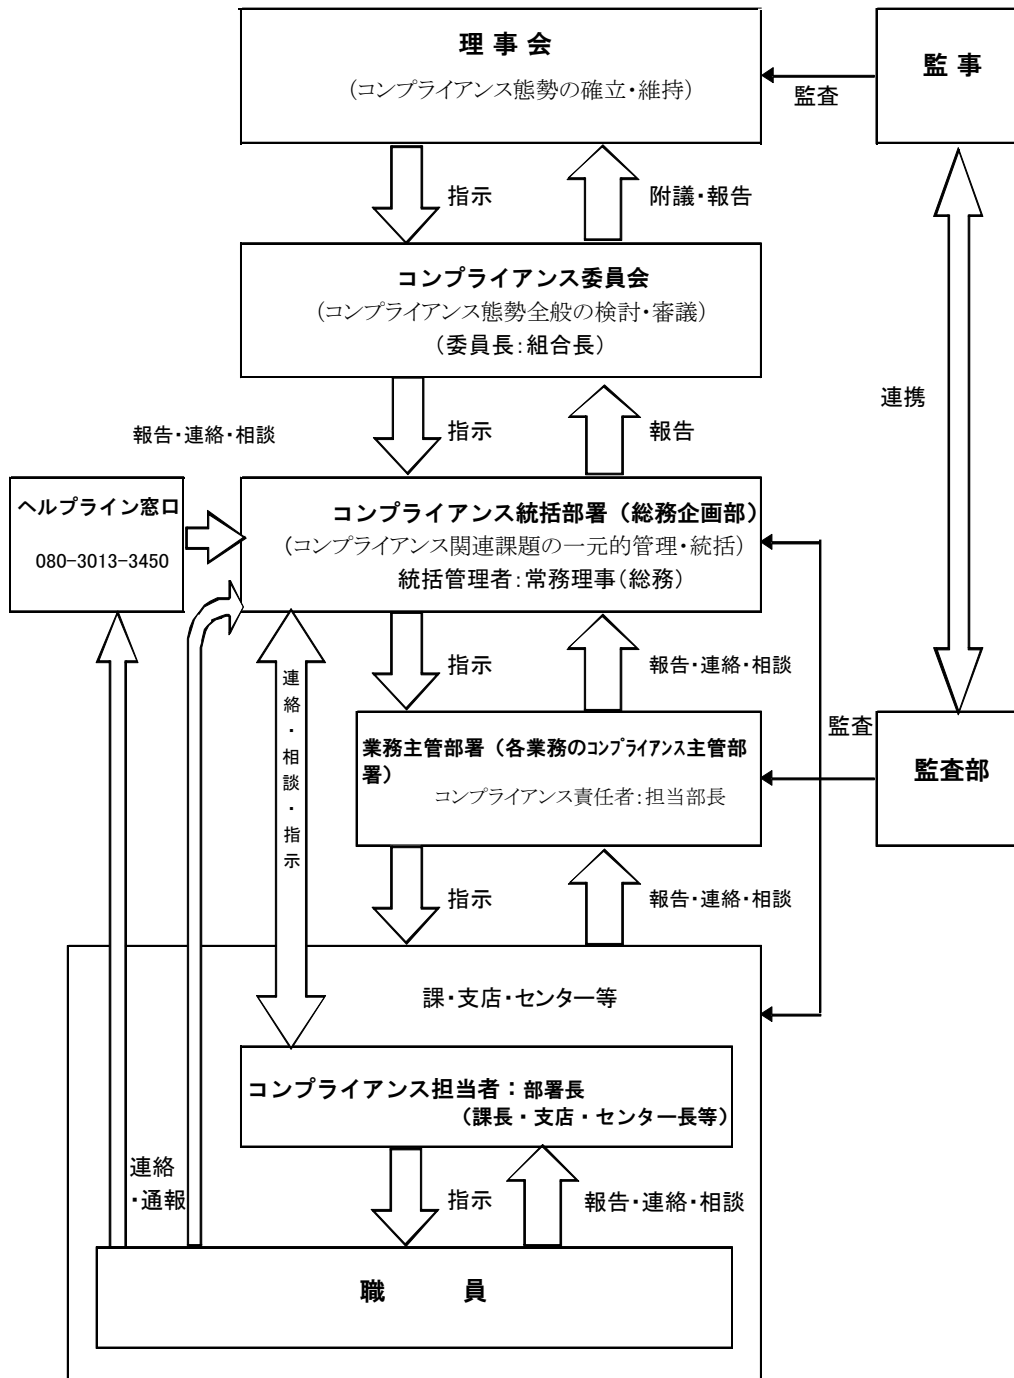 理 事 会
(コンプライアンス態勢の確立・維持)
監 事
監査
指示
附議・報告
コンプライアンス委員会
(コンプライアンス態勢全般の検討・審議)
(委員長：組合長)
連携
報告・連絡・相談
指示
報告
ヘルプライン窓口
080-3013-3450
コンプライアンス統括部署（総務企画部）
(コンプライアンス関連課題の一元的管理・統括)
統括管理者：常務理事(総務)
連絡・相談・指示
指示
報告・連絡・相談
監査
業務主管部署（各業務のコンプライアンス主管部
署）
コンプライアンス責任者：担当部長
監査部
指示
報告・連絡・相談
課・支店・センター等
コンプライアンス担当者：部署長
（課長・支店・センター長等）
連絡
・通報
指示
報告・連絡・相談
職 員